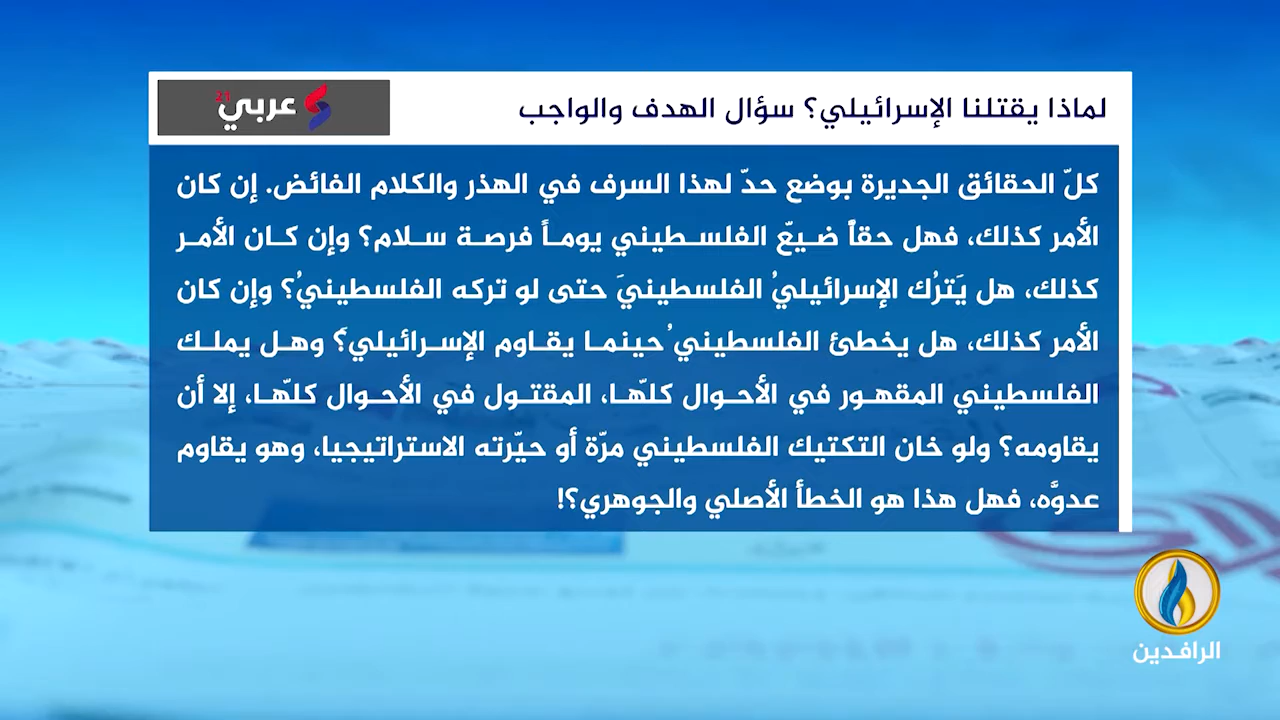 لماذا يقتلنا الإسرائيلي؟ سؤال الهدف والواجب
عربي21
كلّ الحقائق الجديرة بوضع حدّ لهذا السرف في الهذر والكلام الفائض. إن كان
الأمر كذلك، فهل حقاً ضيعّ الفلسطيني يوماً فرصة سلام؟ وإن كان الأمر
كذلك، هل يَترُك الإسرائيليُ الفلسطينيَ حتى لو تركه الفلسطينيُ؟ وإن كان
الأمر كذلك، هل يخطئ الفلسطينيُ حينما يقاوم الإسرائيلي؟ وهل يملك
الفلسطيني المقهور في الأحوال كلّها، المقتول في الأحوال كلّها، إلا أن
يقاومه؟ ولو خان التكتيك الفلسطيني مرّة أو حيّرته الاستراتيجيا، وهو يقاوم
عدوَّه، فهل هذا هو الخطأ الأصلي والجوهري؟!
الرافدين